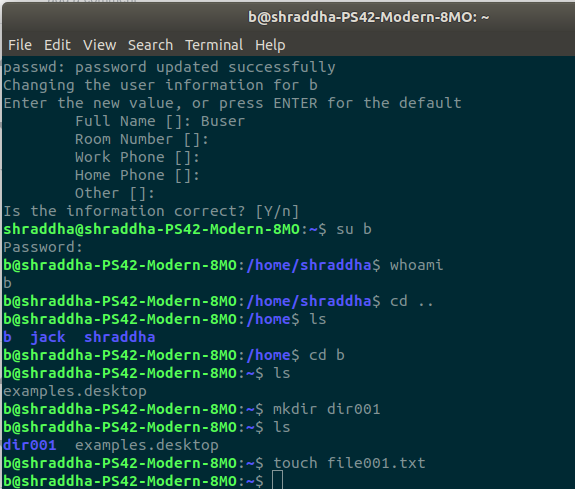 b@shraddha-PS42-Modern-8MO: ~
File Edit View Search Terminal Help
passwd: password updated successfully
Changing the user information for b
Enter the new value, or press ENTER for the default
Full Name []: Buser
Room Number []:
Work Phone []:
Home Phone []:
Other []:
Is the information correct? [Y/n]
shraddha@shraddha-PS42-Modern-8MO:~$ su b
Password:
b@shraddha-PS42-Modern-8MO:/home/shraddha$ whoami
b
b@shraddha-PS42-Modern-8MO:/home/shraddha$ cd ..
b@shraddha-PS42-Modern-8MO:/home$ ls
b jack shraddha
b@shraddha-PS42-Modern-8MO:/home$ cd b
b@shraddha-PS42-Modern-8MO:~$ ls
examples.desktop
b@shraddha-PS42-Modern-8MO:~$ mkdir dir001
b@shraddha-PS42-Modern-8MO:~$ ls
dir001 examples.desktop
b@shraddha-PS42-Modern-8MO:~$ touch file001.txt
b@shraddha-PS42-Modern-8MO:~$